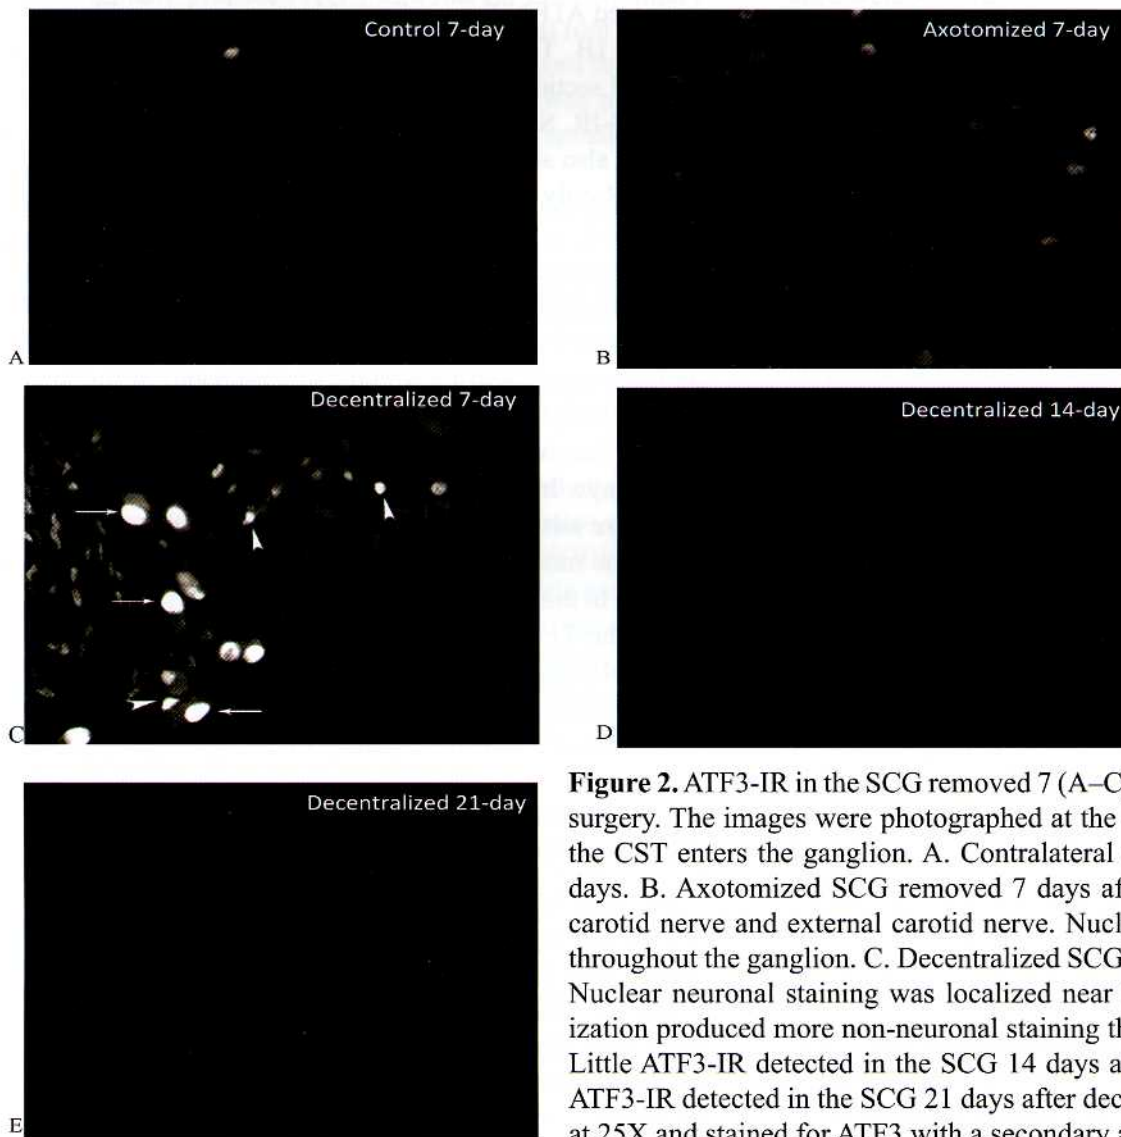 Control 7-day
Axotomized 7-day
A
B
Decentralized 7-day
Decentralized 14-day
C
D
Decentralized 21-day
E
Figure 2. ATF3-IR in the SCG removed 7 (A–C
surgery. The images were photographed at the
the CST enters the ganglion. A. Contralateral
days. B. Axotomized SCG removed 7 days af
carotid nerve and external carotid nerve. Nucl
throughout the ganglion. C. Decentralized SCG
Nuclear neuronal staining was localized near
ization produced more non-neuronal staining th
Little ATF3-IR detected in the SCG 14 days a
ATF3-IR detected in the SCG 21 days after dec
at 25X and stained for ATF3 with a secondary a